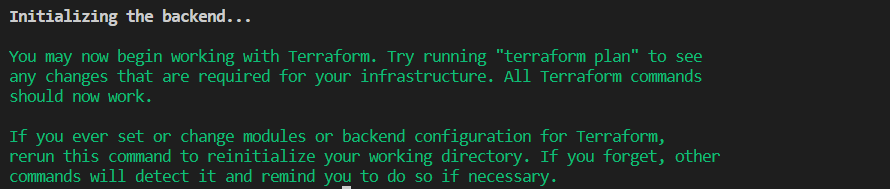 Initializing the backend...
You may now begin working with Terraform. Try running "terraform plan" to see
any changes that are required for your infrastructure. All Terraform commands
should now work.
If you ever set or change modules or backend configuration for Terraform,
rerun this command to reinitialize your working directory. If you forget, other
commands will detect it and remind you to do so if necessary.